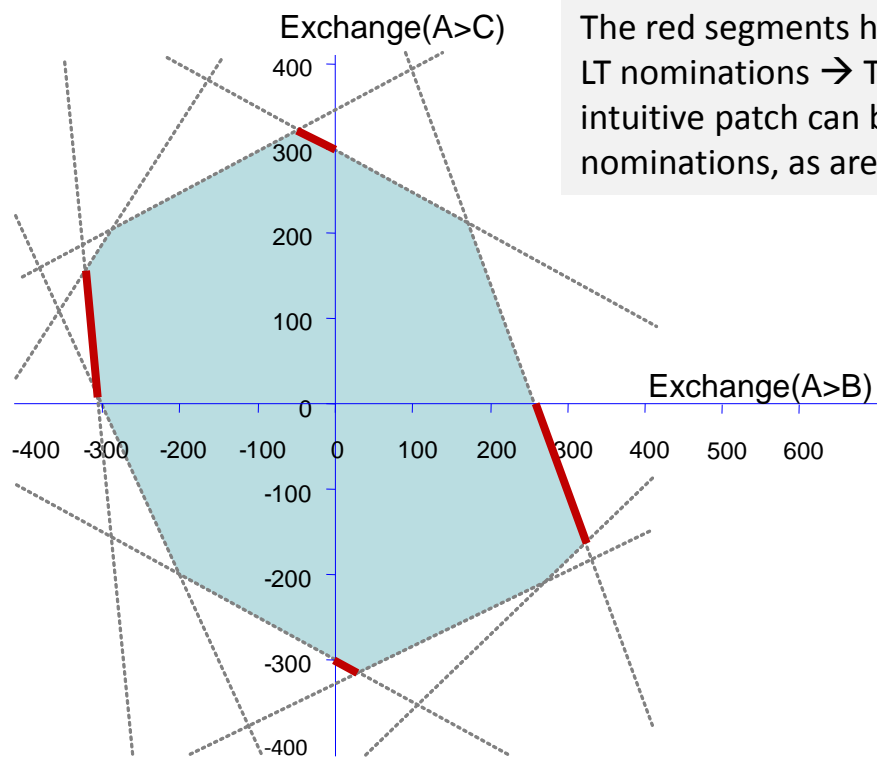 Exchange(A>C)
The red segments h
LT nominations → T
intuitive patch can b
nominations, as are
400
300
200
100
0
Exchange(A>B)
-400 -300 -200 -100 0 100 200 300 400 500 600
-100
-200
-300
-400